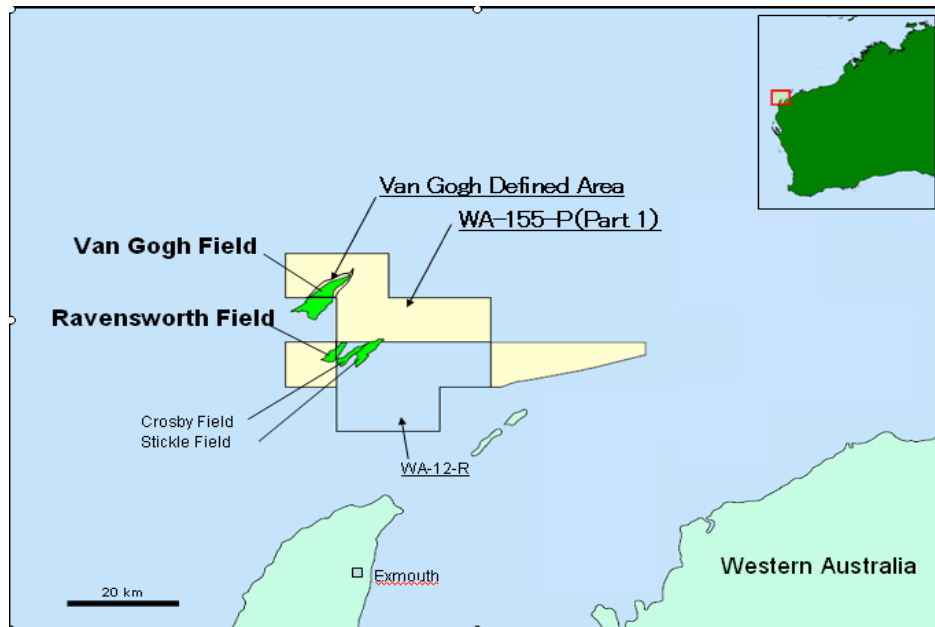 Van Gogh Defined Area
WA-155-P(Part 1)
Van Gogh Field
Ravensworth Field
Crosby Field
Stickle Field
WA-12-R
Exmouth
Western Australia
20 km